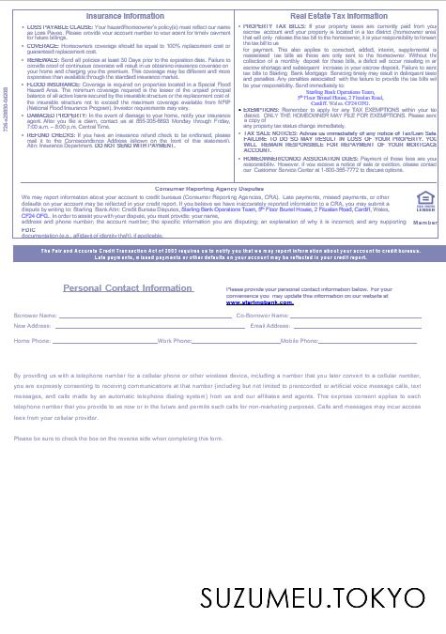 Insurance Information
• LOSS PAYABLE CLAUSE: Your hazard/homeowner's policy(s) must reflect our name
as Loss Payee. Please provide your account number to your agent for timely payment
for future billings.
• COVERAGE: Homeowners coverage should be equal to 100% replacement cost or
guaranteed replacement cost.
• RENEWALS: Send all policies at least 30 Days prior to the expiration date. Failure to
provide proof of continuous coverage will result in us obtaining insurance coverage on
your home and charging you the premium. This coverage may be different and more
expensive than available through the standard insurance market.
• FLOOD INSURANCE: Coverage is required on properties located in a Special Flood
Hazard Area. The minimum coverage required is the lesser of the unpaid principal
balance of all active loans secured by the insurable structure or the replacement cost of
the insurable structure not to exceed the maximum coverage available from NFIP
(National Flood Insurance Program). Investor requirements may vary.
• DAMAGED PROPERTY: In the event of damage to your home, notify your insurance
agent. After you file a claim, contact us at Monday through Friday,
7:00 a.m. – 8:00 p.m. Central Time.
• REFUND CHECKS: If you have an insurance refund check to be endorsed, please
mail it to the Correspondence Address (shown on the front of this statement),
Attn: Insurance Department. DO NOT SEND WITH PAYMENT.
Real Estate Tax Information
• PROPERTY TAX BILLS: If your property taxes are currently paid from your
escrow account and your property is located in a tax district (homeowner area)
that will only release the tax bill to the homeowner, it is your responsibility to forward
the tax bill to us
for payment. This also applies to corrected, added, interim, supplemental &
reassessed tax bills as these are only sent to the homeowner. Without the
collection of a monthly deposit for these bills, a deficit will occur resulting in an
escrow shortage and subsequent increase in your escrow deposit. Failure to send
tax bills to Sterling Bank Mortgage Servicing timely may result in delinquent taxes
and penalties. Any penalties associated with failure to provide the tax bills will
be your responsibility. Send immediately to:
Sterling Bank Operations Team,
5th Floor Brunel House, 2 Fitzalan Road,
Cardiff, Wales, CF24 0PG.
• EXEMPTIONS: Remember to apply for any TAX EXEMPTIONS within your tax
dates. ONLY THE HOMEOWNER MAY FILE FOR EXEMPTIONS. Please send
a copy of
any property tax status change immediately.
• TAX SALE NOTICES: Advise us immediately of any notice of Tax/Lien Sale.
FAILURE TO DO SO MAY RESULT IN LOSS OF YOUR PROPERTY. YOU
WILL REMAIN RESPONSIBLE FOR REPAYMENT OF YOUR MORTGAGE
ACCOUNT.
• HOMEOWNER/CONDO ASSOCIATION DUES: Payment of these fees are your
responsibility. However, if you receive a notice of sale or overdue, please contact
our Customer Service Center at to discuss options.
Consumer Reporting Agency Disputes
We may report information about your account to credit bureaus (Consumer Reporting Agencies, CRA). Late payments, missed payments, or other
defaults on your account may be reflected in your credit report. If you believe we have inaccurately reported information to a CRA, you may submit a
dispute by writing to: Sterling Bank Attn: Credit Bureau Disputes, Sterling Bank Operations Team, 5th Floor Brunel House, 2 Fitzalan Road, Cardiff, Wales,
CF24 0PG. In order to assist you with your dispute, you must provide: your name,
address and phone number; the account number; the specific information you are disputing; an explanation of why it is incorrect; and any supporting
Member
FDIC
documentation (e.g., affidavit of identity theft), if applicable.
The Fair and Accurate Credit Transaction Act of 2003 requires us to notify you that we may report information about your account to credit bureaus.
Late payments, missed payments or other defaults on your account may be reflected in your credit report.
Personal Contact Information
Please provide your personal contact information below. For your
convenience you may update this information on our website at
www.sterlingbank.com.
Borrower Name:
Co-Borrower Name:
New Address:
Email Address:
Home Phone:
Work Phone:
Mobile Phone:
By providing us with a telephone number for a cellular phone or other wireless device, including a number that you later convert to a cellular number,
you are expressly consenting to receiving communications at that number-(including but not limited to prerecorded or artificial voice message calls, text
messages, and calls made by an automatic telephone dialing system) from us and our affiliates and agents. This express consent applies to each
telephone number that you provide to us now or in the future and permits such calls for non-marketing purposes. Calls and messages may incur access
fees from your cellular provider.
Please be sure to check the box on the reverse side when completing this form.
SUZUMEU.TOKYO